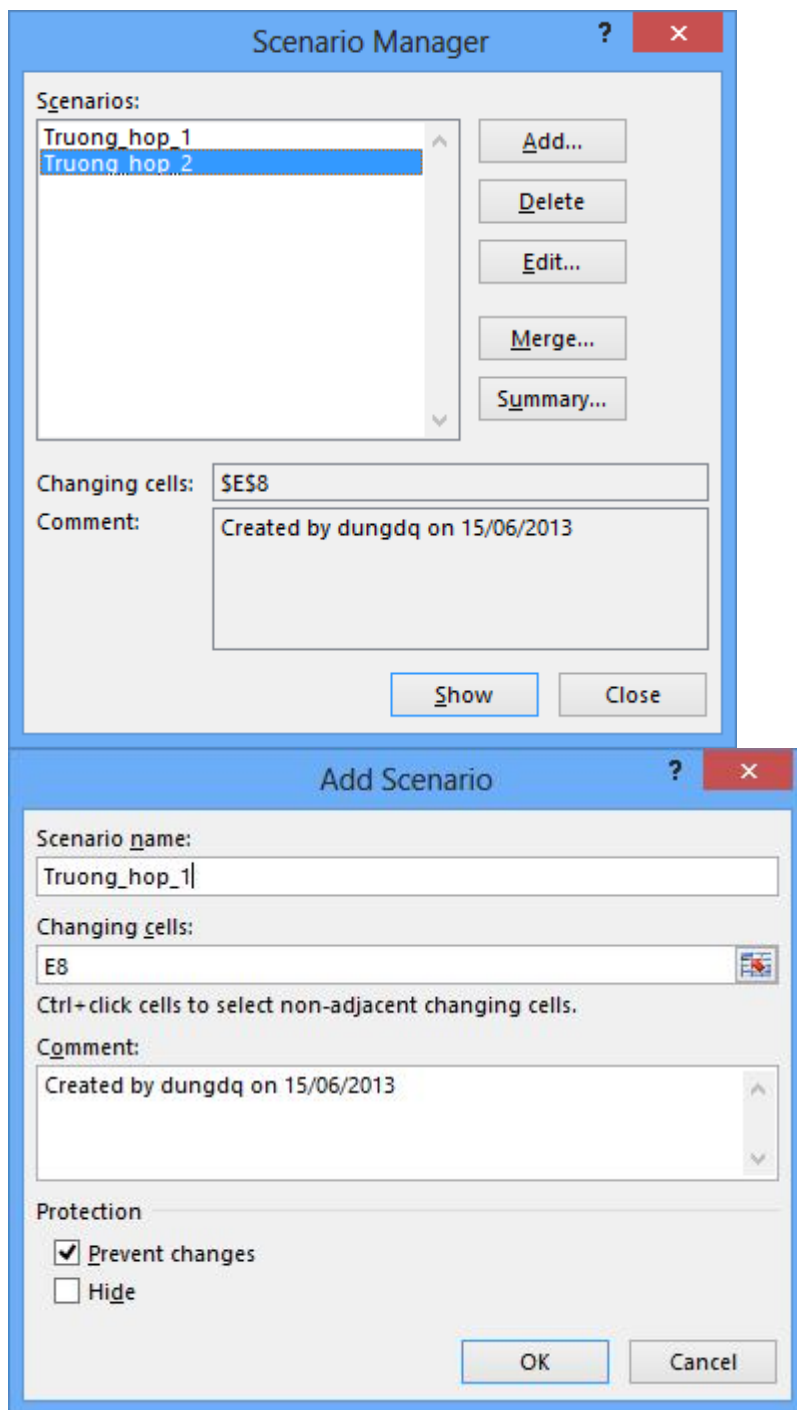 Scenario Manager ? ×
Scenarios:
Truong_hop_1
Truong_hop_2
Add...
Delete
Edit...
Merge...
Summary...
Changing cells: $E$8
Comment: Created by dungdq on 15/06/2013
Show Close
Add Scenario ? ×
Scenario name:
Truong_hop_1
Changing cells:
E8
Ctrl+click cells to select non-adjacent changing cells.
Comment:
Created by dungdq on 15/06/2013
Protection
Prevent changes
Hide
OK Cancel